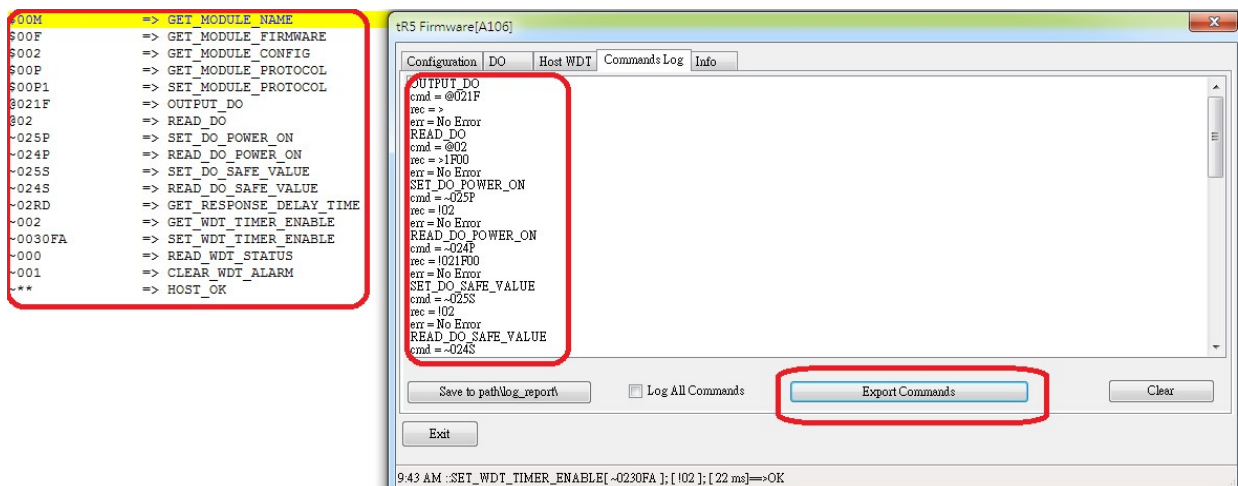 $00M => GET_MODULE_NAME
$00F => GET_MODULE_FIRMWARE
$002 => GET_MODULE_CONFIG
$00P => GET_MODULE_PROTOCOL
$00P1 => SET_MODULE_PROTOCOL
@021F => OUTPUT_DO
@02 => READ_DO
~025P => SET_DO_POWER_ON
~024P => READ_DO_POWER_ON
~025S => SET_DO_SAFE_VALUE
~024S => READ_DO_SAFE_VALUE
~02RD => GET_RESPONSE_DELAY_TIME
~002 => GET_WDT_TIMER_ENABLE
~0030FA => SET_WDT_TIMER_ENABLE
~000 => READ_WDT_STATUS
~001 => CLEAR_WDT_ALARM
~** => HOST_OK
tR5 Firmware[A106]
Configuration DO Host WDT Commands Log Info
OUTPUT_DO
cmd = @021F
rec = >
err = No Error
READ_DO
cmd = @02
rec = >1F00
err = No Error
SET_DO_POWER_ON
cmd = ~025P
rec = !02
err = No Error
READ_DO_POWER_ON
cmd = ~024P
rec = !021F00
err = No Error
SET_DO_SAFE_VALUE
cmd = ~025S
rec = !02
err = No Error
READ_DO_SAFE_VALUE
cmd = ~024S
Save to path\log_report\ Log All Commands Export Commands Clear
Exit
9:43 AM ::SET_WDT_TIMER_ENABLE[ ~0230FA ]; [ !02 ]; [ 22 ms]==>OK